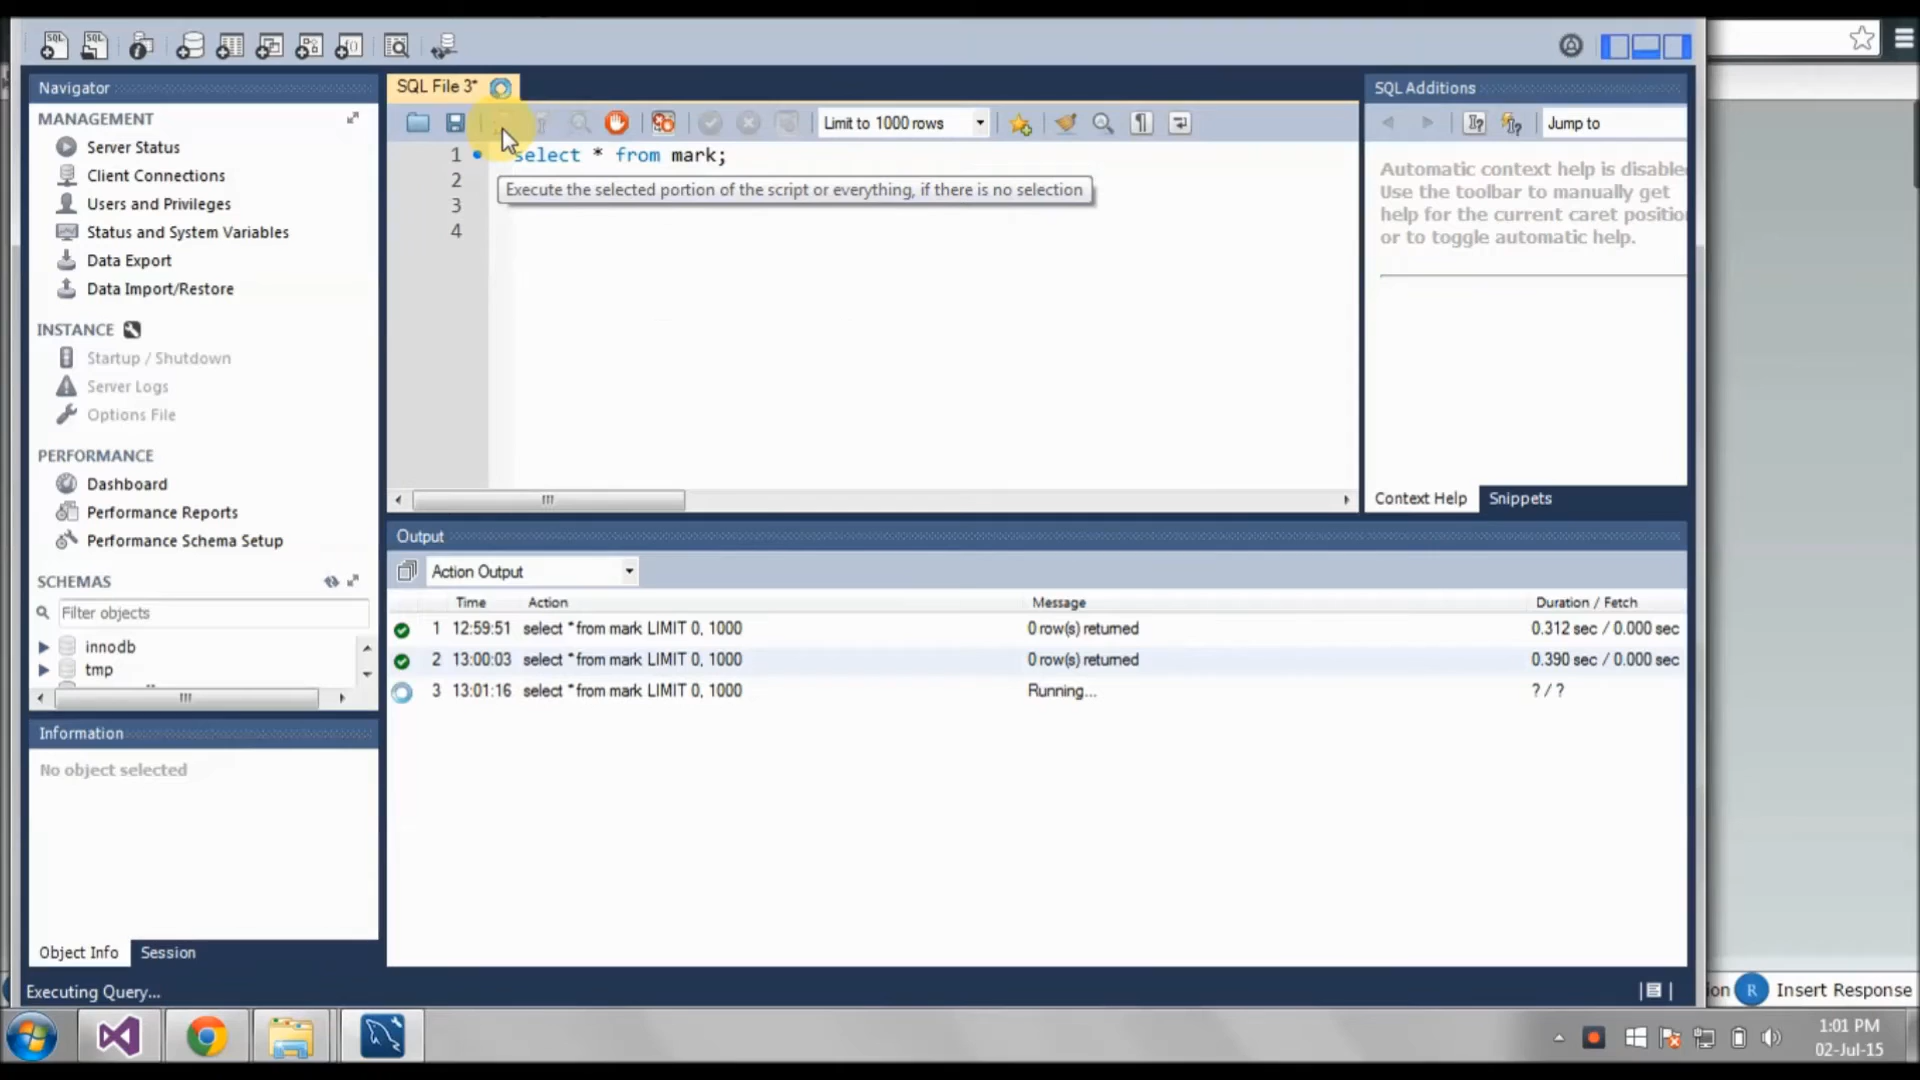 Navigator
MANAGEMENT
Server Status
Client Connections
Users and Privileges
Status and System Variables
Data Export
Data Import/Restore
INSTANCE
Startup / Shutdown
Server Logs
Options File
PERFORMANCE
Dashboard
Performance Reports
Performance Schema Setup
SCHEMAS
Filter objects
innodb
tmp
Information
No object selected
Object Info Session
Executing Query...
SQL File 3*
Limit to 1000 rows
1 select * from mark;
2
3
4
Execute the selected portion of the script or everything, if there is no selection
SQL Additions
Jump to
Automatic context help is disable
Use the toolbar to manually get
help for the current caret positio
or to toggle automatic help.
Context Help Snippets
Output
Action Output
Time Action Message Duration / Fetch
1 12:59:51 select * from mark LIMIT 0, 1000 0 row(s) returned 0.312 sec / 0.000 sec
2 13:00:03 select * from mark LIMIT 0, 1000 0 row(s) returned 0.390 sec / 0.000 sec
3 13:01:16 select * from mark LIMIT 0, 1000 Running... ? / ?
ion R Insert Response
1:01 PM
02-Jul-15